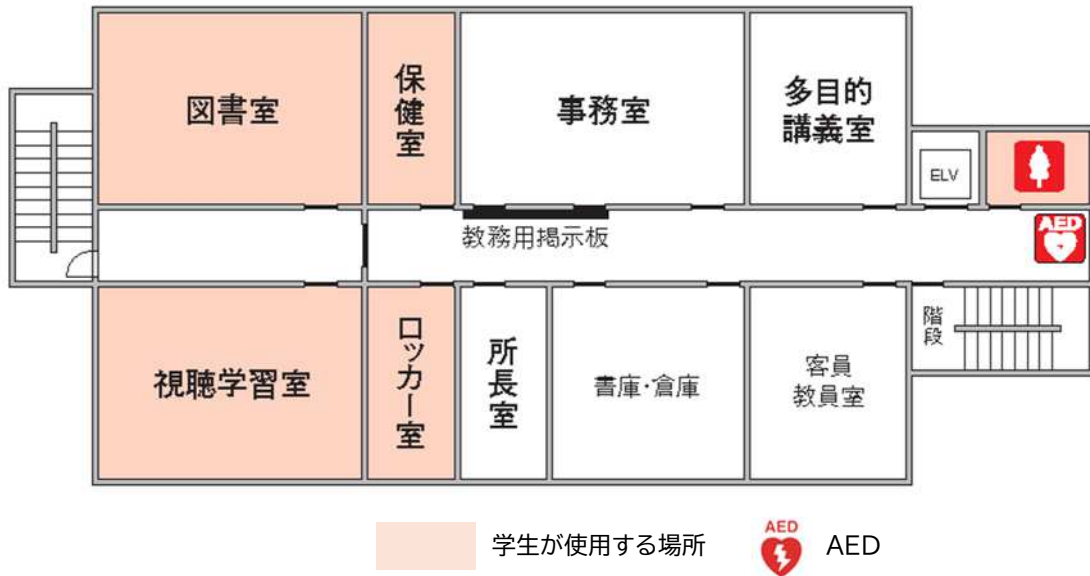 図書室
保健室
事務室
多目的
講義室
ELV
AED
教務用掲示板
視聴学習室
ロッカー室
所長室
書庫・倉庫
客員
教員室
階段
学生が使用する場所
AED
AED